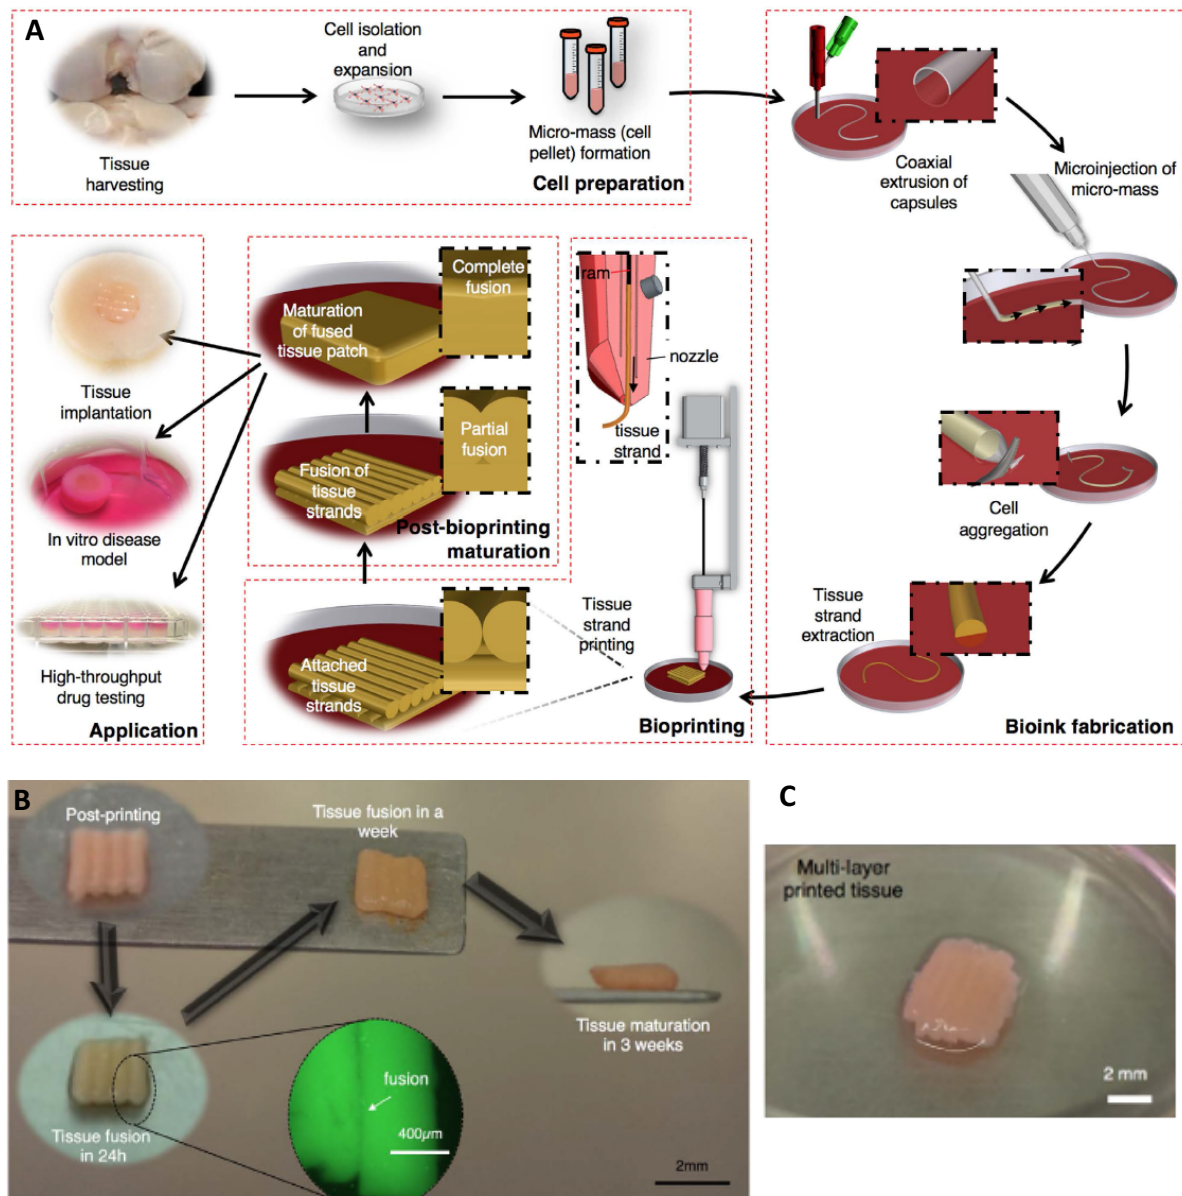 A
Tissue
harvesting
Cell isolation
and
expansion
Micro-mass (cell
pellet) formation
Cell preparation
Coaxial
extrusion of
capsules
Microinjection of
micro-mass
Cell
aggregation
Tissue
strand
extraction
Bioink fabrication
ram
nozzle
tissue
strand
Tissue
strand
printing
Bioprinting
Attached
tissue
strands
Fusion of
tissue
strands
Partial
fusion
Post-bioprinting
maturation
Maturation
of fused
tissue patch
Complete
fusion
Tissue
implantation
In vitro disease
model
High-throughput
drug testing
Application
B
Post-printing
Tissue fusion in a
week
Tissue fusion
in 24h
fusion
400µm
Tissue maturation
in 3 weeks
2mm
C
Multi-layer
printed tissue
2 mm